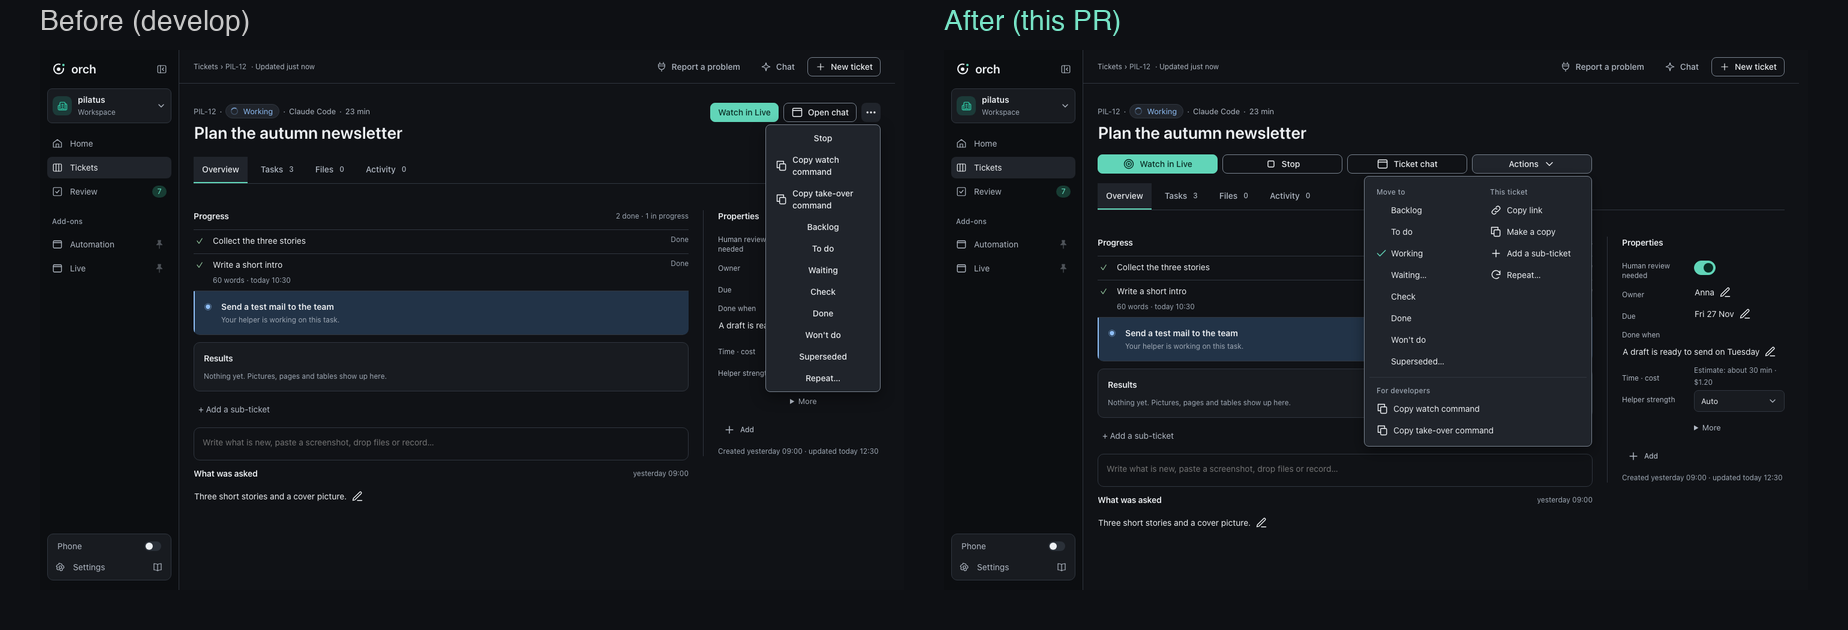 Before (develop)
orch
pilatus
Workspace
Home
Tickets
Review 7
Add-ons
Automation
Live
Phone
Settings
Tickets › PIL-12 · Updated just now
Report a problem
Chat
+ New ticket
PIL-12 · Working · Claude Code · 23 min
Plan the autumn newsletter
Watch in Live
Open chat
Overview
Tasks 3
Files 0
Activity 0
Stop
Copy watch
command
Copy take-over
command
Backlog
To do
Waiting
Check
Done
Won't do
Superseded
Repeat...
Progress
2 done · 1 in progress
Collect the three stories
Done
Write a short intro
Done
60 words · today 10:30
Send a test mail to the team
Your helper is working on this task.
Results
Nothing yet. Pictures, pages and tables show up here.
+ Add a sub-ticket
Write what is new, paste a screenshot, drop files or record...
What was asked
yesterday 09:00
Three short stories and a cover picture.
Properties
Human review
needed
Owner
Due
Done when
A draft is rea
Time · cost
Helper strengt
More
+ Add
Created yesterday 09:00 · updated today 12:30
After (this PR)
orch
pilatus
Workspace
Home
Tickets
Review 7
Add-ons
Automation
Live
Phone
Settings
Tickets › PIL-12 · Updated just now
Report a problem
Chat
+ New ticket
PIL-12 · Working · Claude Code · 23 min
Plan the autumn newsletter
Watch in Live
Stop
Ticket chat
Actions
Overview
Tasks 3
Files 0
Activity 0
Move to
Backlog
To do
Working
Waiting...
Check
Done
Won't do
Superseded...
This ticket
Copy link
Make a copy
Add a sub-ticket
Repeat...
For developers
Copy watch command
Copy take-over command
Progress
Collect the three stories
Write a short intro
60 words · today 10:30
Send a test mail to the team
Your helper is working on this task.
Results
Nothing yet. Pictures, pages and tables show up here.
+ Add a sub-ticket
Write what is new, paste a screenshot, drop files or record...
What was asked
yesterday 09:00
Three short stories and a cover picture.
Properties
Human review
needed
Owner
Anna
Due
Fri 27 Nov
Done when
A draft is ready to send on Tuesday
Time · cost
Estimate: about 30 min ·
$1.20
Helper strength
Auto
More
+ Add
Created yesterday 09:00 · updated today 12:30